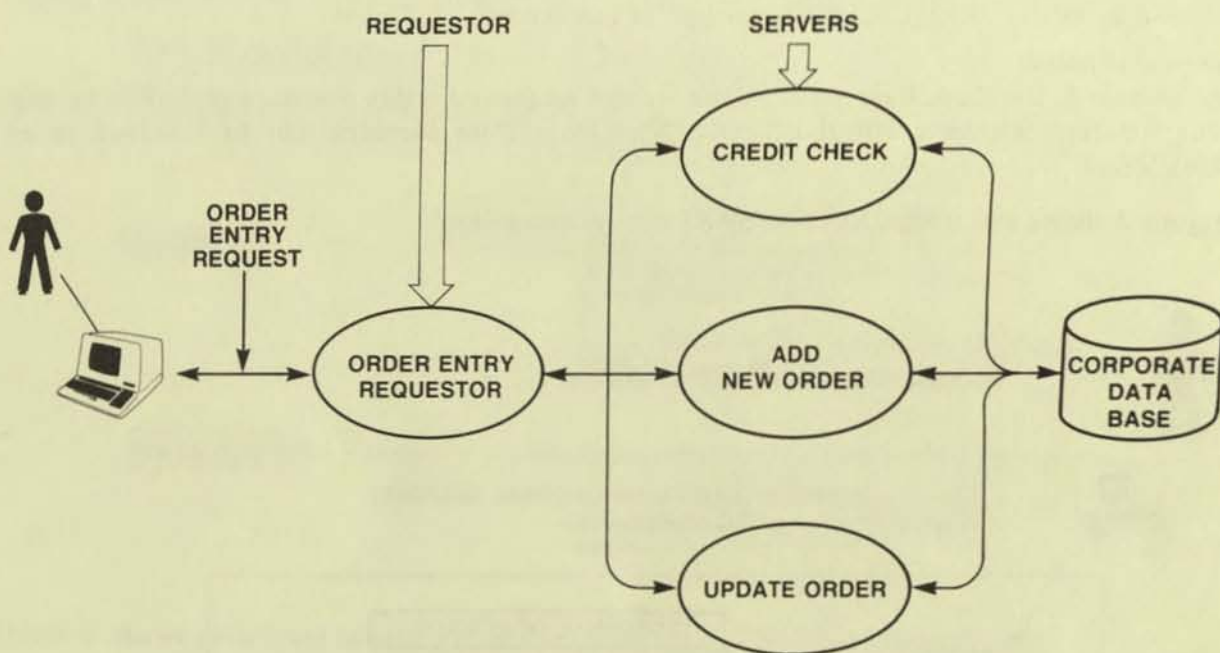 REQUESTOR
SERVERS
CREDIT CHECK
ORDER
ENTRY
REQUEST
ORDER ENTRY
REQUESTOR
ADD
NEW ORDER
CORPORATE
DATA
BASE
UPDATE ORDER